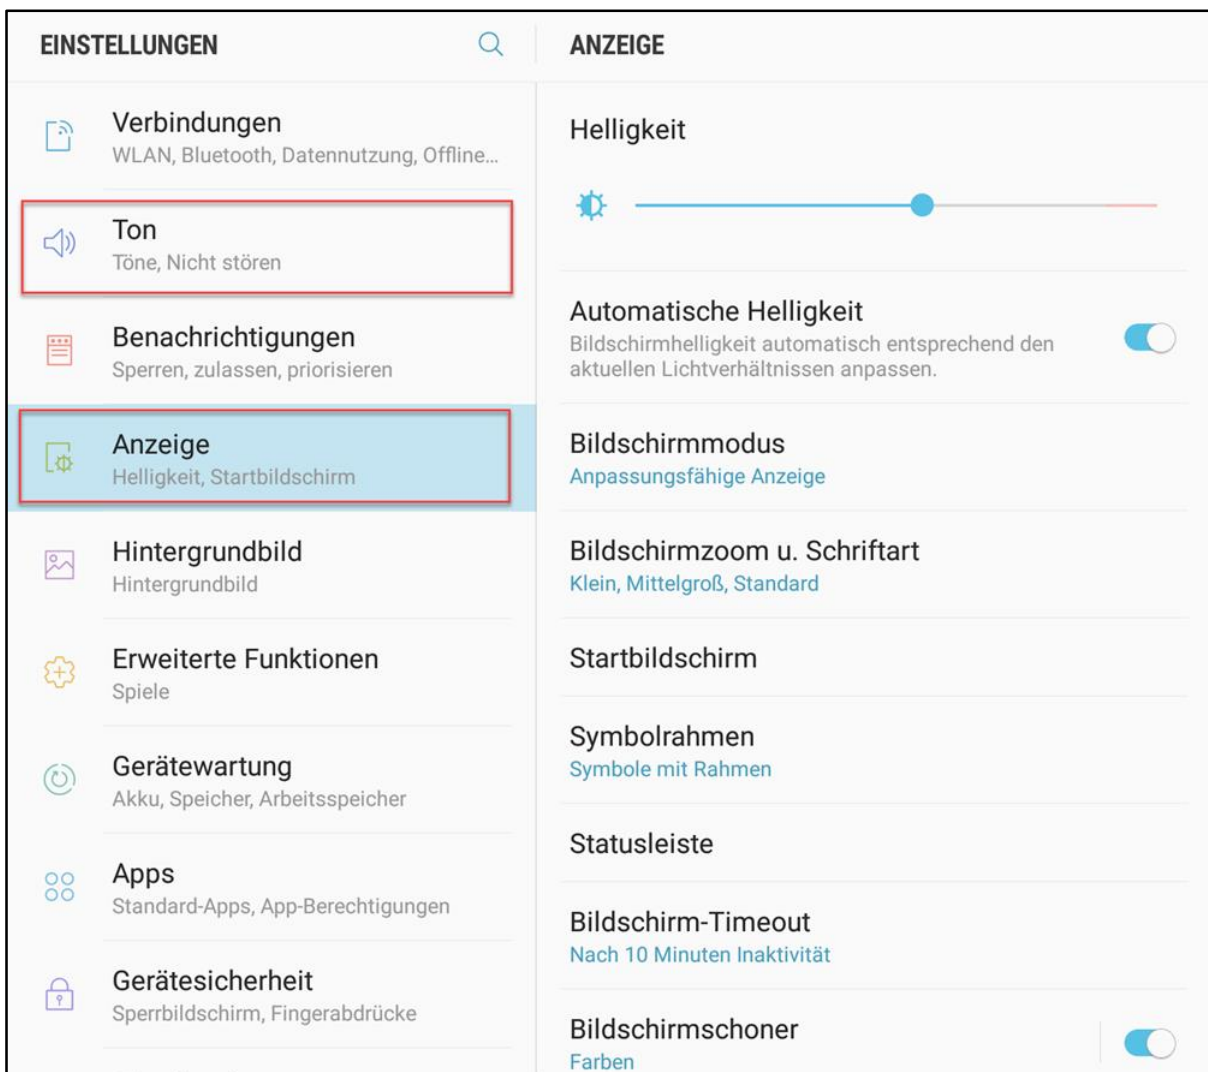 EINSTELLUNGEN
Verbindungen
WLAN, Bluetooth, Datennutzung, Offline...
Ton
Töne, Nicht stören
Benachrichtigungen
Sperren, zulassen, priorisieren
Anzeige
Helligkeit, Startbildschirm
Hintergrundbild
Hintergrundbild
Erweiterte Funktionen
Spiele
Gerätewartung
Akku, Speicher, Arbeitsspeicher
Apps
Standard-Apps, App-Berechtigungen
Gerätesicherheit
Sperrbildschirm, Fingerabdrücke
ANZEIGE
Helligkeit
Automatische Helligkeit
Bildschirmhelligkeit automatisch entsprechend den
aktuellen Lichtverhältnissen anpassen.
Bildschirmmodus
Anpassungsfähige Anzeige
Bildschirmzoom u. Schriftart
Klein, Mittelgroß, Standard
Startbildschirm
Symbolrahmen
Symbole mit Rahmen
Statusleiste
Bildschirm-Timeout
Nach 10 Minuten Inaktivität
Bildschirmschoner
Farben